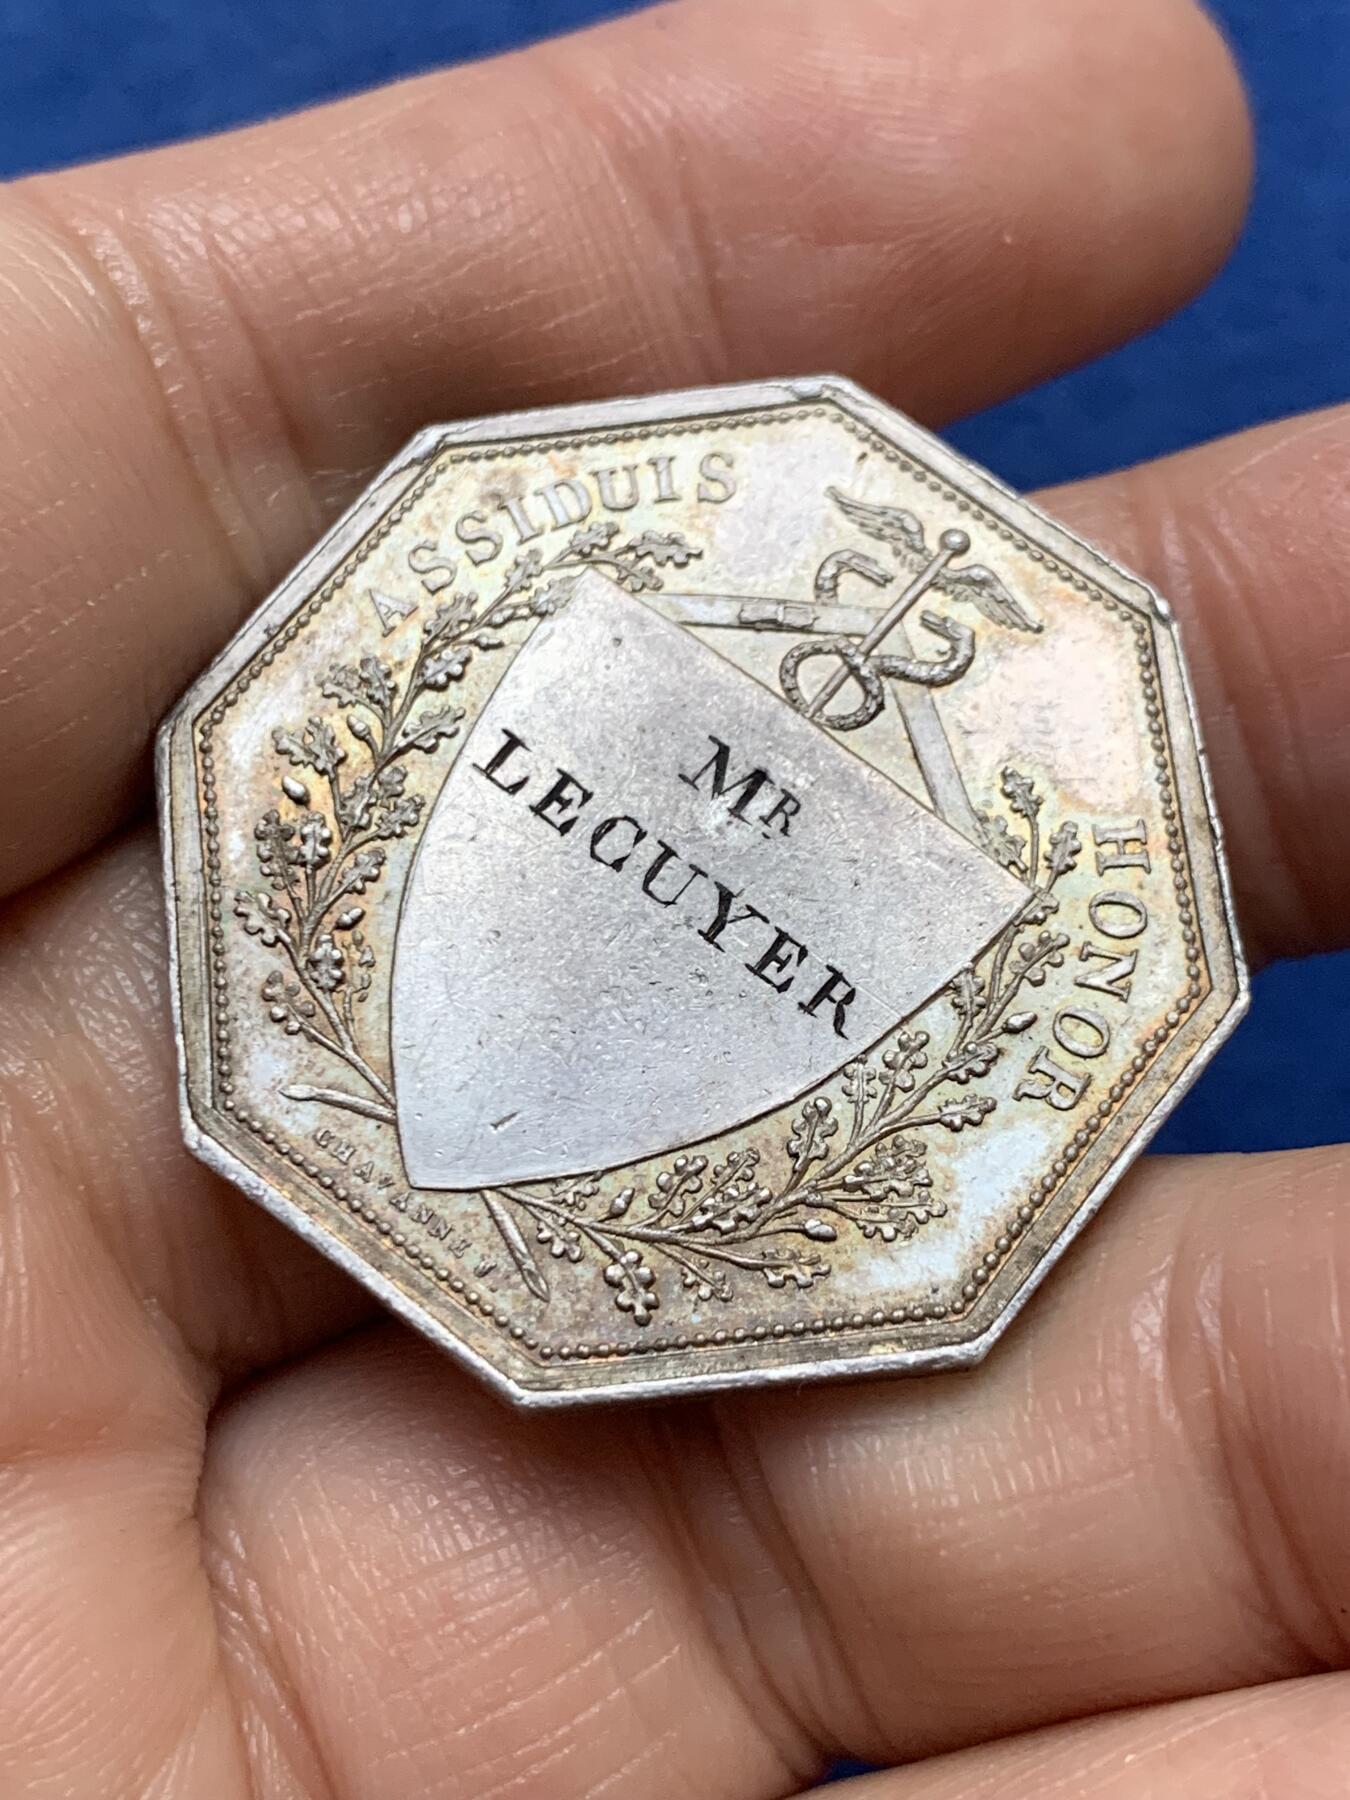 ASSIDUIS
HONOR
MR
LECUYER
CHAVANNE F